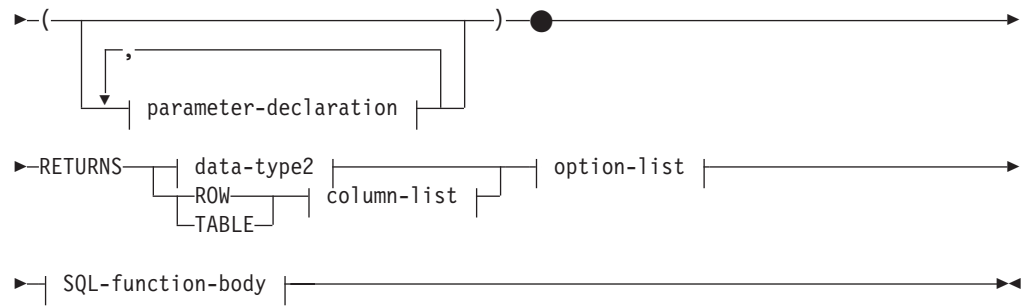 ( )
,
parameter-declaration
RETURNS data-type2 option-list
ROW column-list
TABLE
SQL-function-body